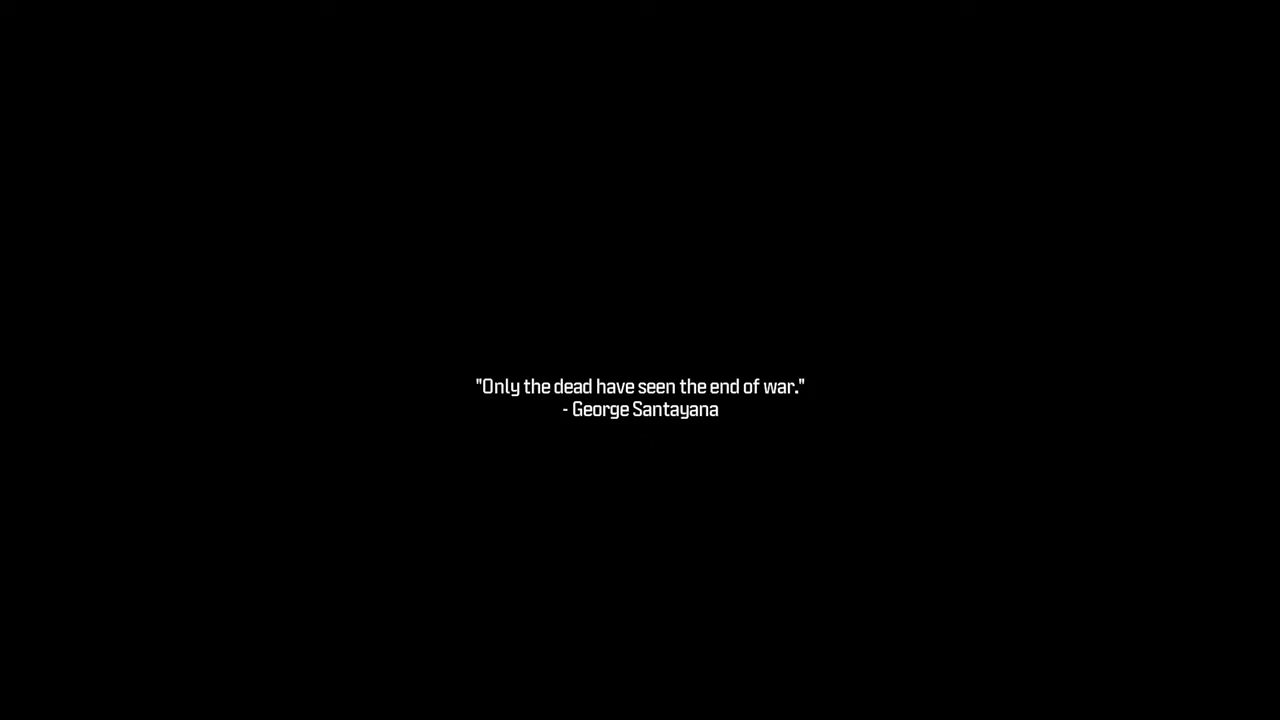 "Only the dead have seen the end of war."
- George Santayana